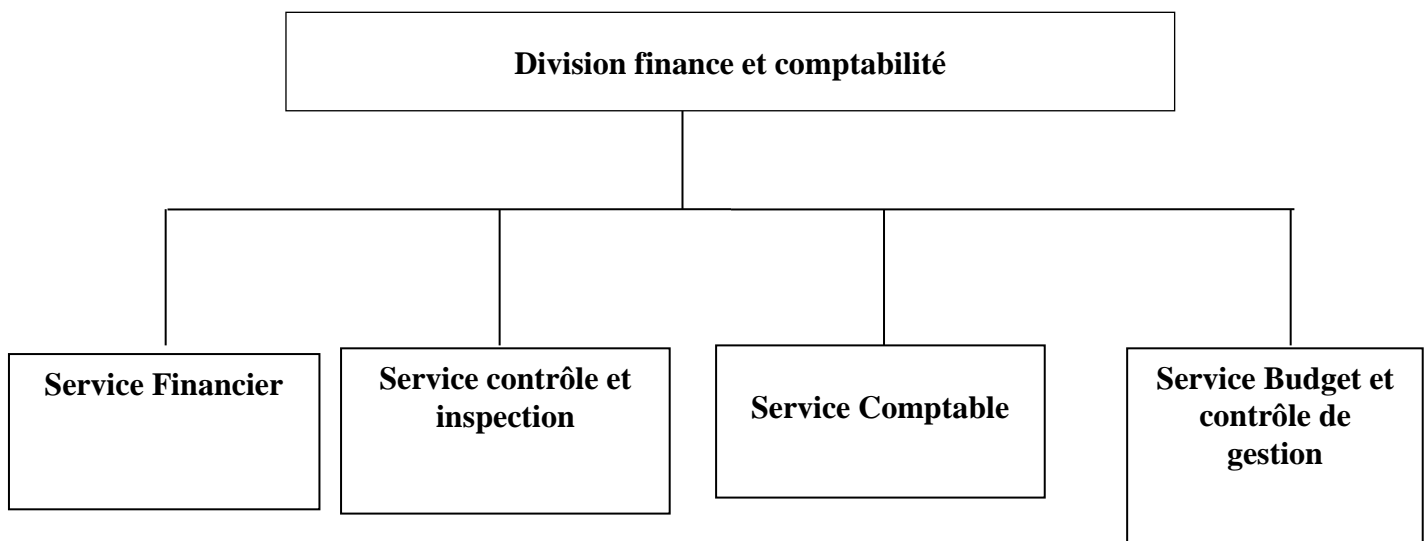 Division finance et comptabilité
Service Financier
Service contrôle et
inspection
Service Comptable
Service Budget et
contrôle de
gestion